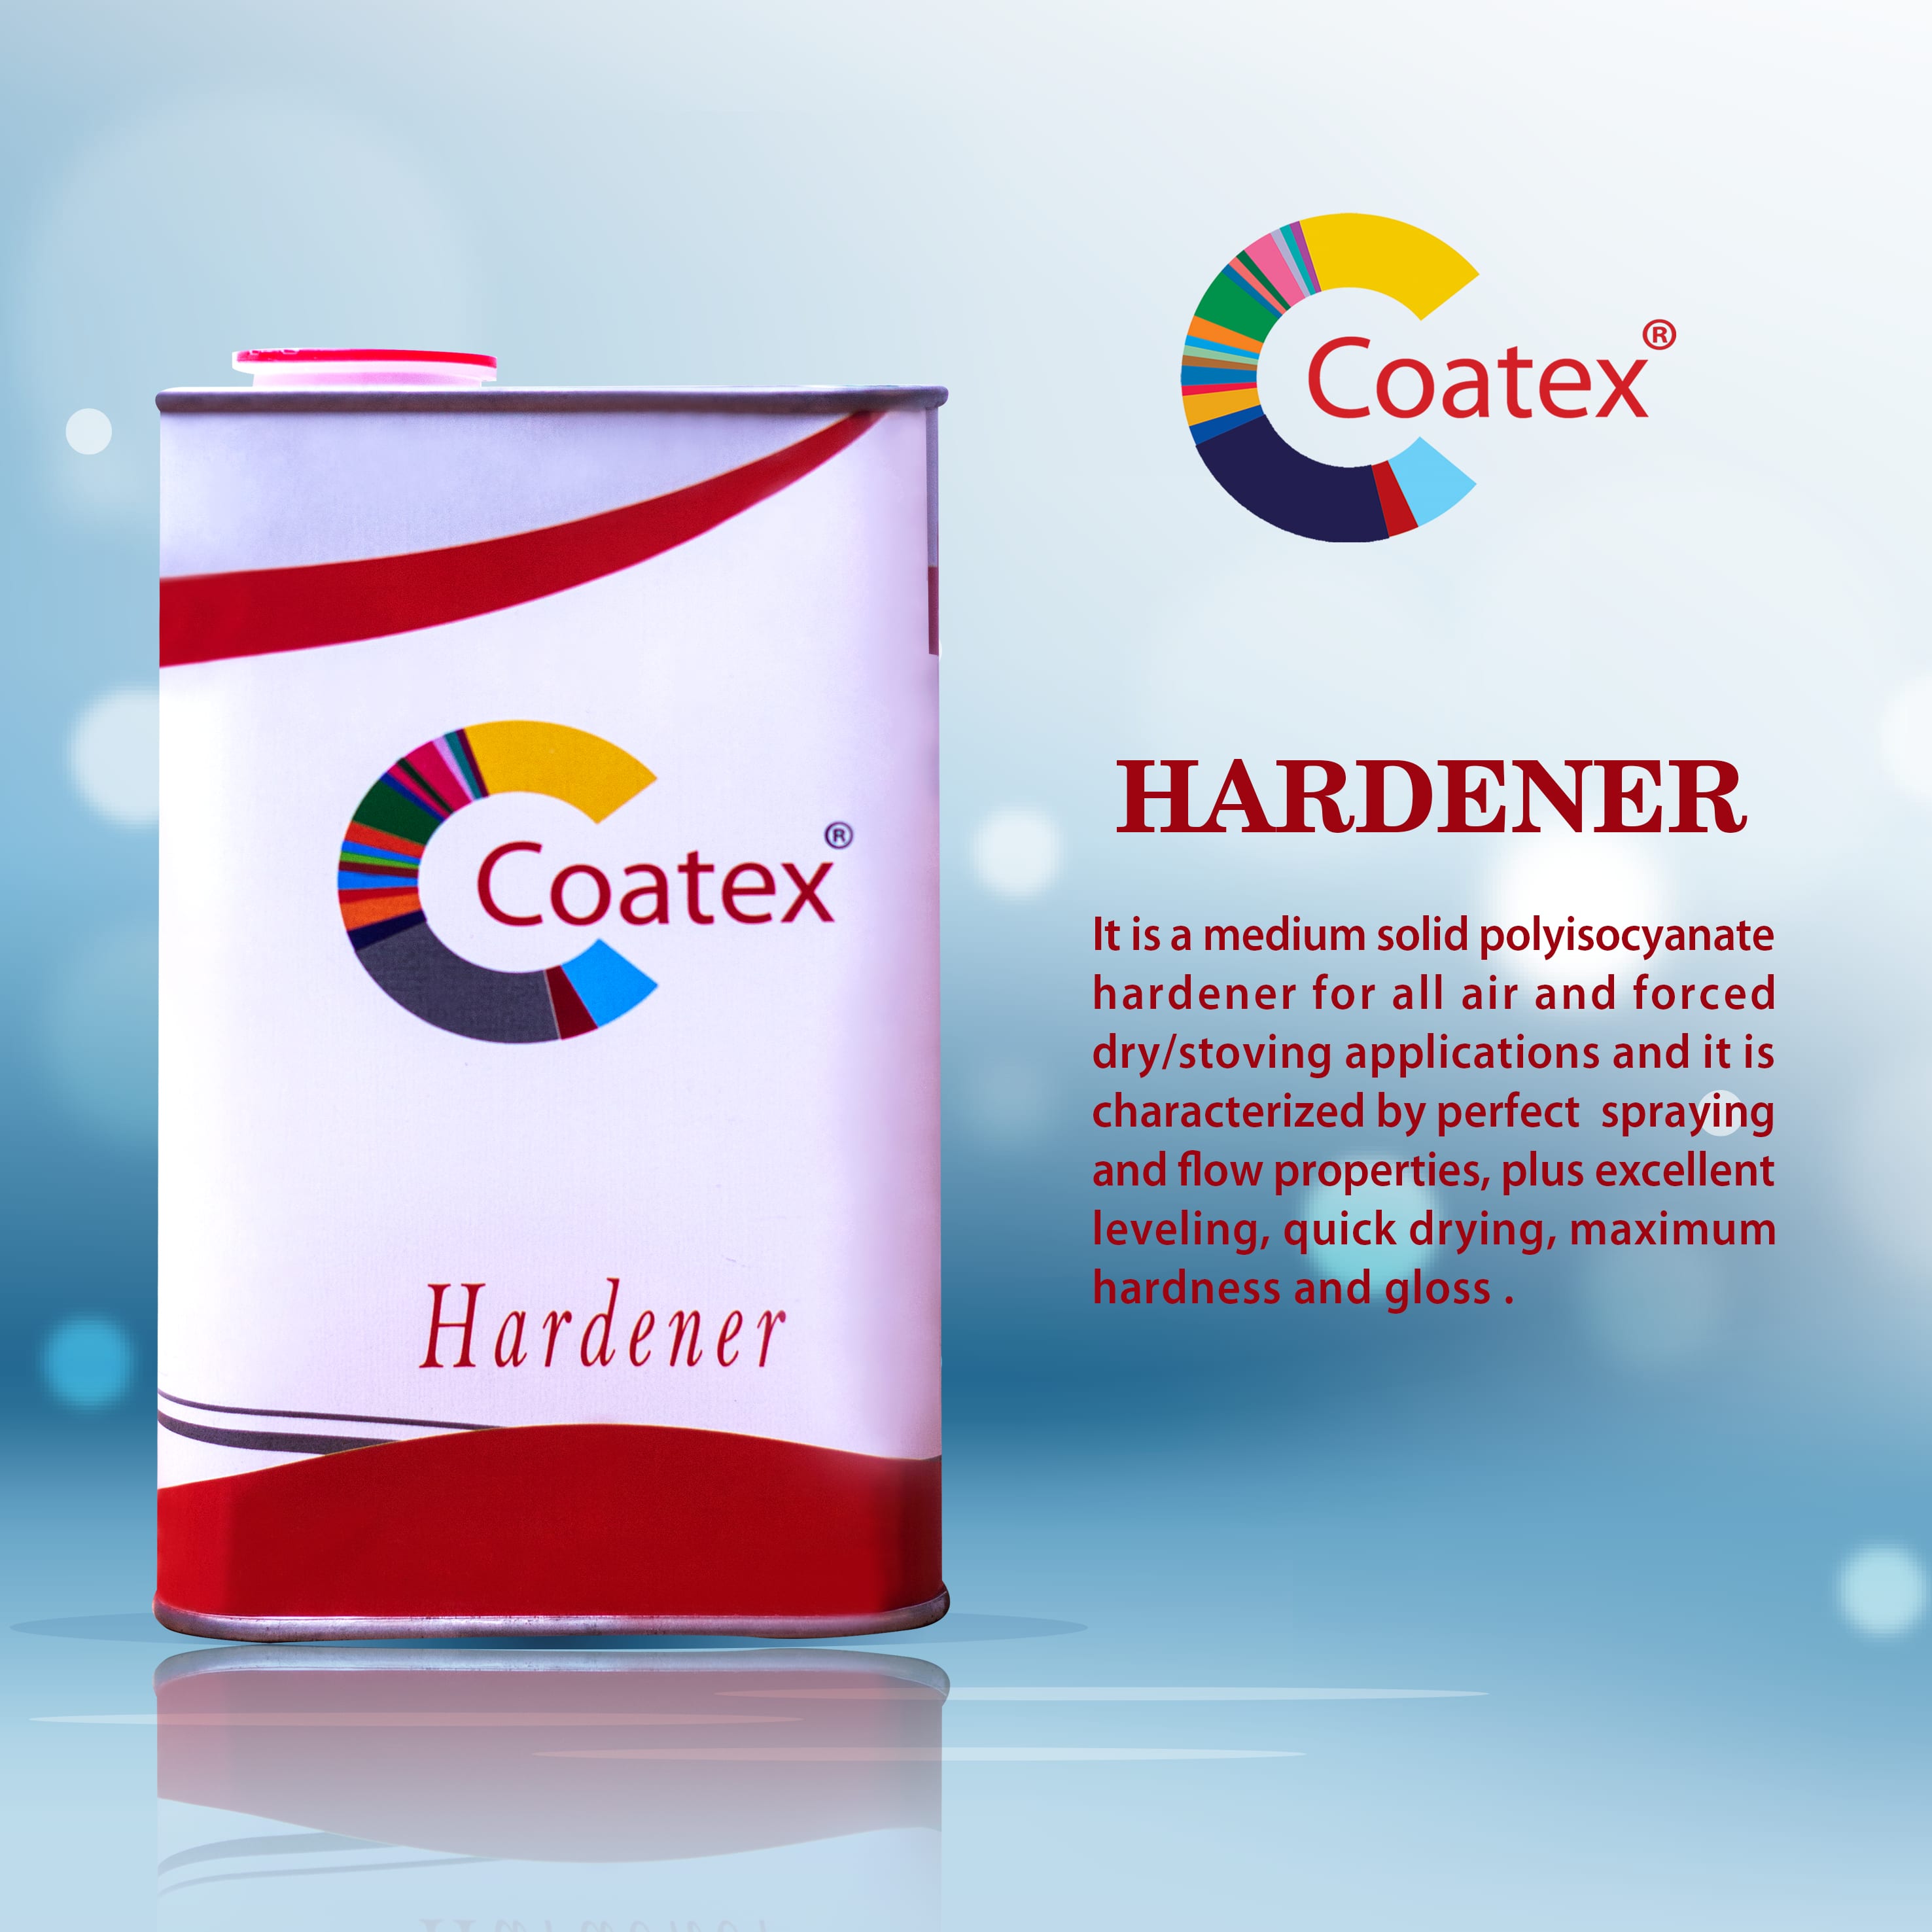 Coatex®
Hardener
Coatex®
HARDENER
It is a medium solid polyisocyanate
hardener for all air and forced
dry/stoving applications and it is
characterized by perfect spraying
and flow properties, plus excellent
leveling, quick drying, maximum
hardness and gloss .